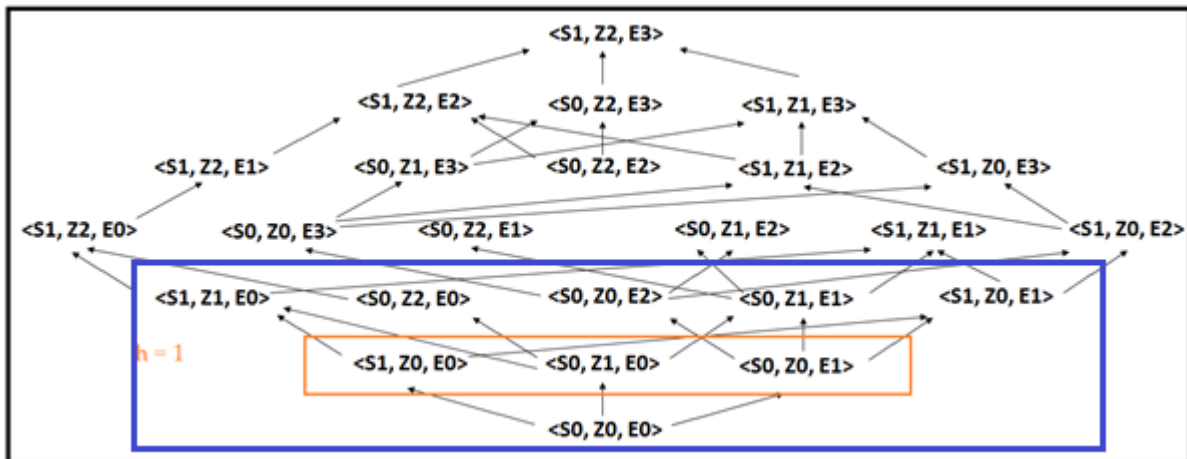 <S1, Z2, E3>
<S1, Z2, E2> <S0, Z2, E3> <S1, Z1, E3>
<S1, Z2, E1> <S0, Z1, E3> <S0, Z2, E2> <S1, Z1, E2> <S1, Z0, E3>
<S1, Z2, E0> <S0, Z0, E3> <S0, Z2, E1> <S0, Z1, E2> <S1, Z1, E1> <S1, Z0, E2>
<S1, Z1, E0> <S0, Z2, E0> <S0, Z0, E2> <S0, Z1, E1> <S1, Z0, E1>
h = 1
<S1, Z0, E0> <S0, Z1, E0> <S0, Z0, E1>
<S0, Z0, E0>